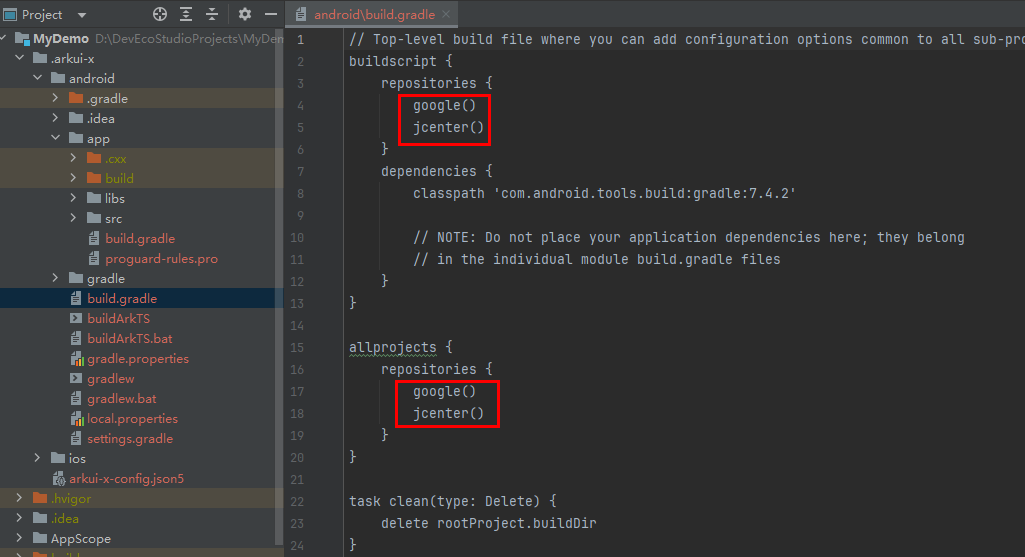 Project
MyDemo D:\DevEcoStudioProjects\MyDem
.arkui-x
android
.gradle
.idea
app
.cxx
build
libs
src
build.gradle
proguard-rules.pro
gradle
build.gradle
buildArkTS
buildArkTS.bat
gradle.properties
gradlew
gradlew.bat
local.properties
settings.gradle
ios
arkui-x-config.json5
.hvigor
.idea
AppScope
android\build.gradle
1 // Top-level build file where you can add configuration options common to all sub-pro
2 buildscript {
3 repositories {
4 google()
5 jcenter()
6 }
7 dependencies {
8 classpath 'com.android.tools.build:gradle:7.4.2'
9
10 // NOTE: Do not place your application dependencies here; they belong
11 // in the individual module build.gradle files
12 }
13 }
14
15 allprojects {
16 repositories {
17 google()
18 jcenter()
19 }
20 }
21
22 task clean(type: Delete) {
23 delete rootProject.buildDir
24 }